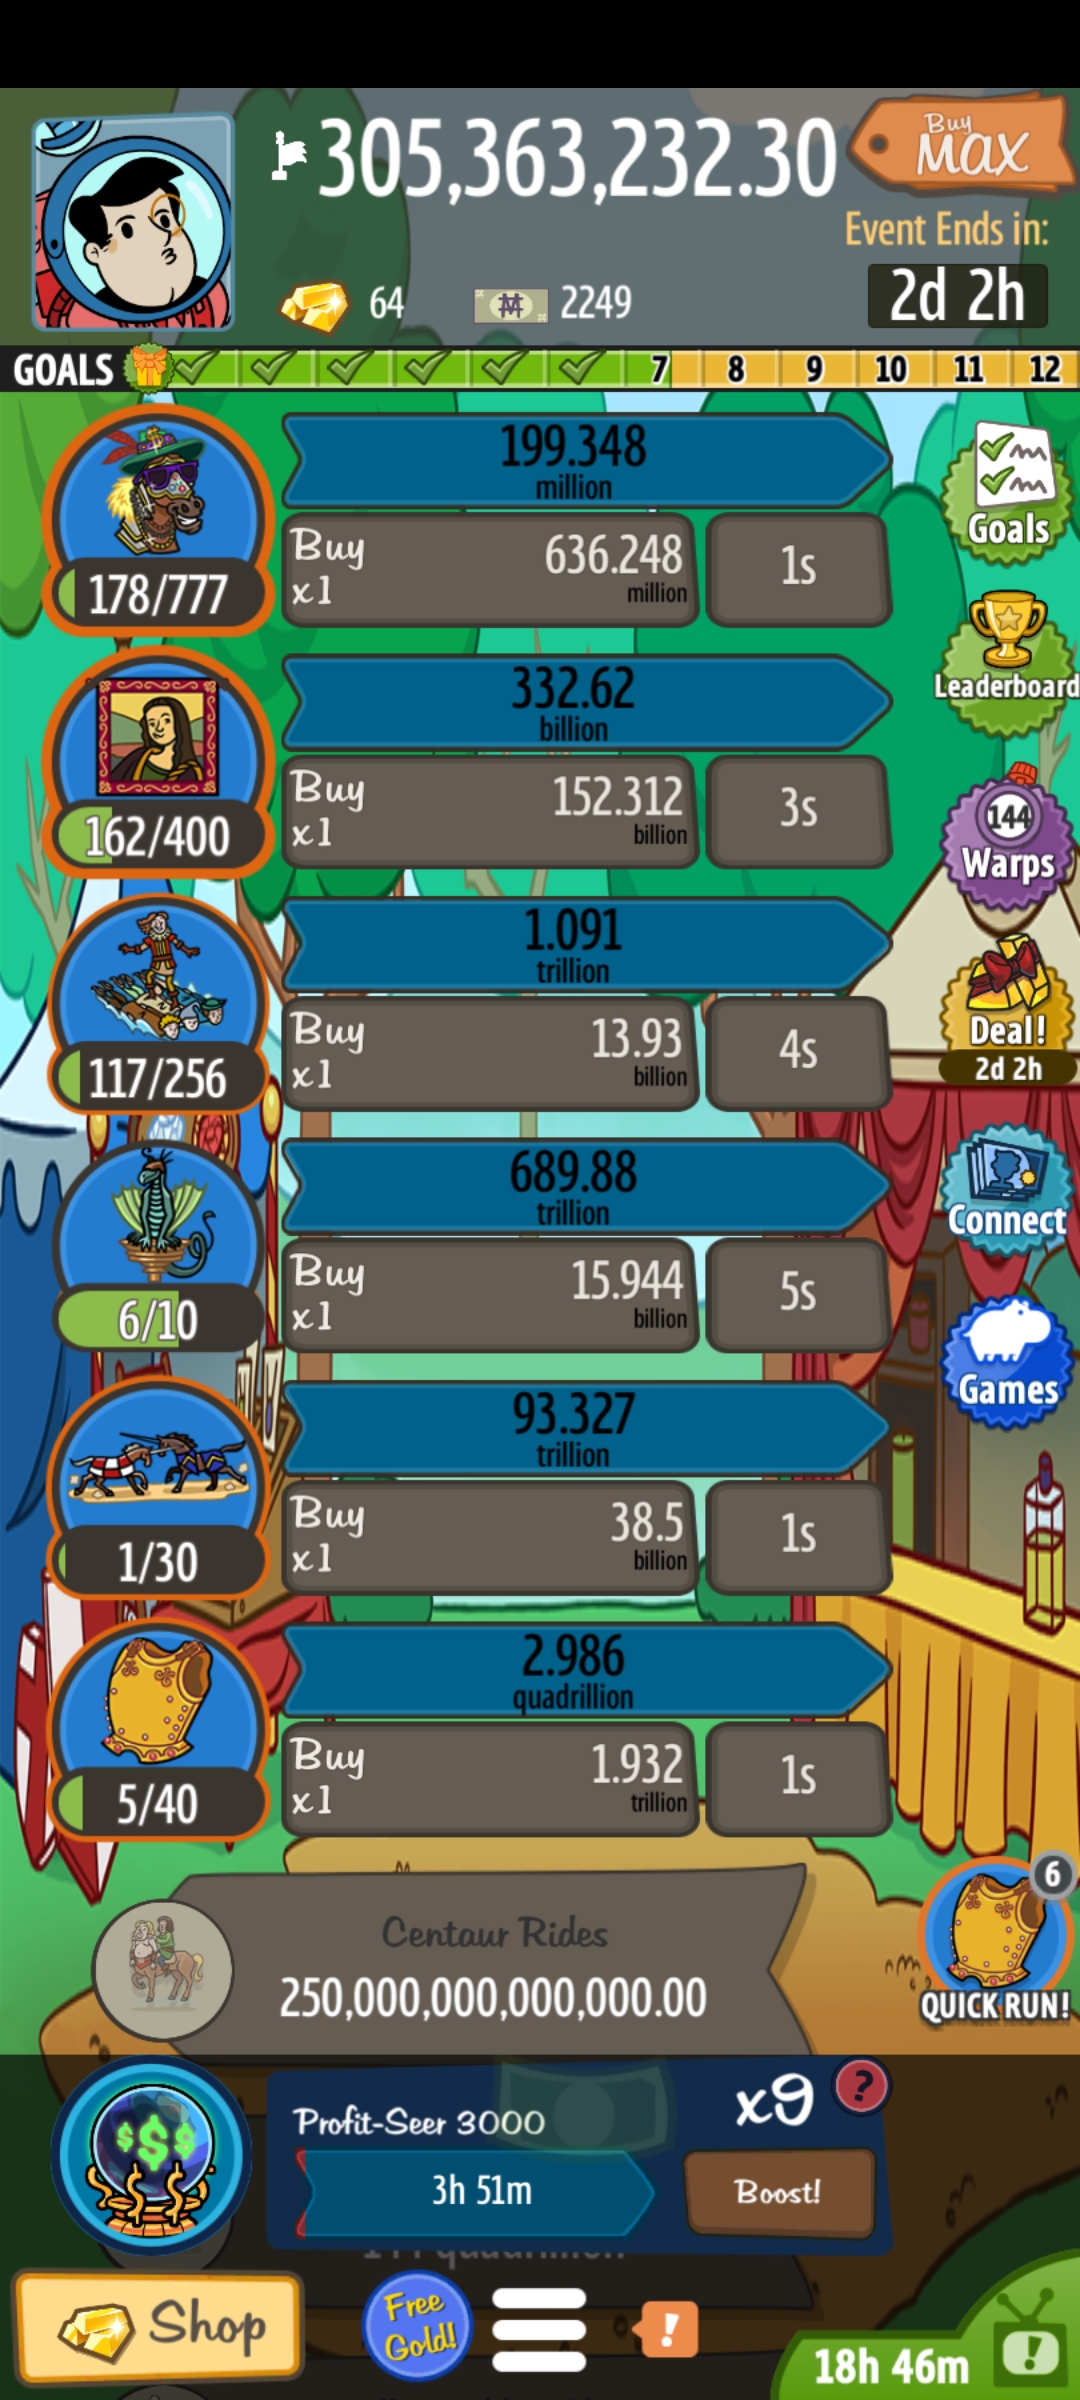 305,363,232.30
Buy
MAX
Event Ends in:
2d 2h
64
2249
GOALS
7
8
9
10
11
12
199.348
million
178/777
Buy
x1
636.248
million
1s
Goals
332.62
billion
162/400
Buy
x1
152.312
billion
3s
Leaderboard
144
Warps
1.091
trillion
117/256
Buy
x1
13.93
billion
4s
Deal!
2d 2h
689.88
trillion
6/10
Buy
x1
15.944
billion
5s
Connect
Games
93.327
trillion
1/30
Buy
x1
38.5
billion
1s
2.986
quadrillion
5/40
Buy
x1
1.932
trillion
1s
Centaur Rides
250,000,000,000,000.00
6
QUICK RUN!
$$$
Profit-Seer 3000
x9
?
3h 51m
Boost!
Shop
Free
Gold!
!
18h 46m
!